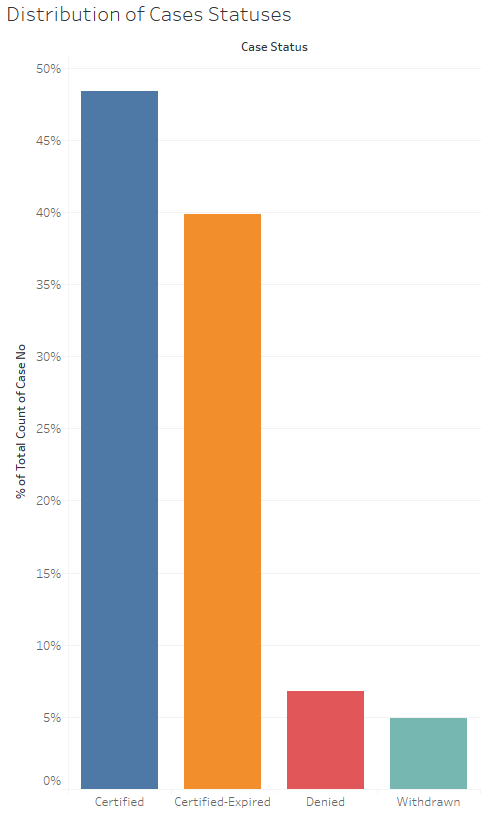 Distribution of Cases Statuses
Case Status
50%
45%
40%
35%
30%
25%
20%
15%
10%
5%
0%
% of Total Count of Case No
Certified
Certified-Expired
Denied
Withdrawn